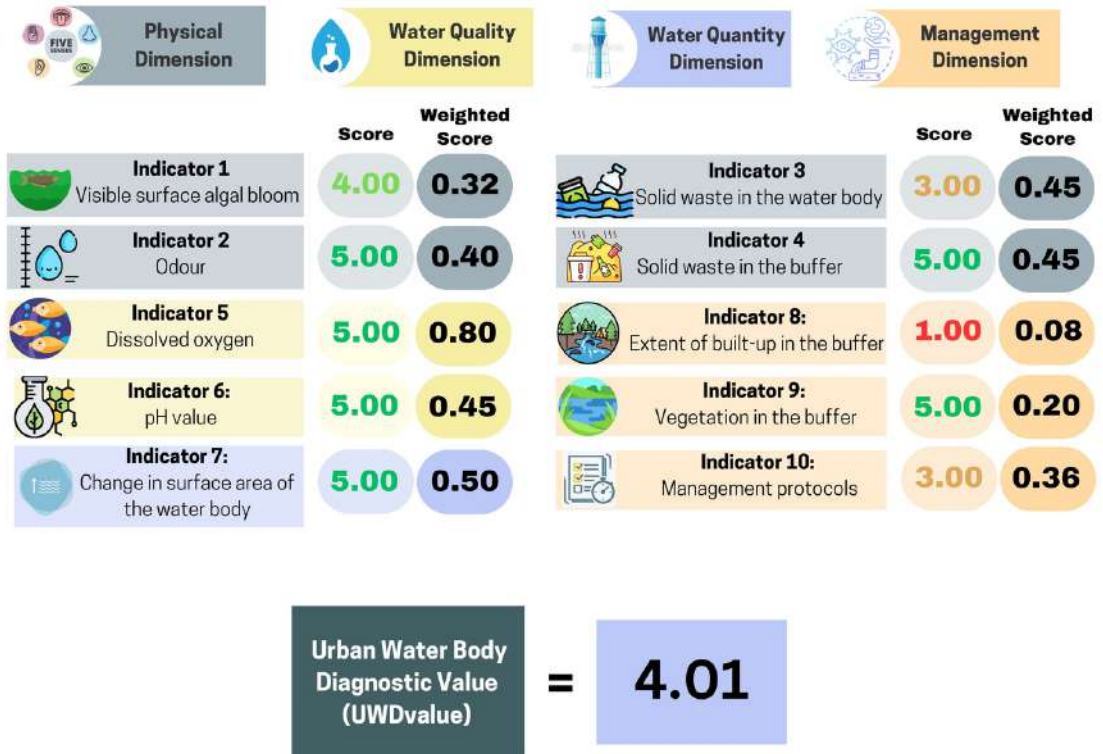 FIVE
SENSES
Physical
Dimension
Water Quality
Dimension
Water Quantity
Dimension
Management
Dimension
Score
Weighted
Score
Indicator 1
Visible surface algal bloom
4.00
0.32
Indicator 2
Odour
5.00
0.40
Indicator 5
Dissolved oxygen
5.00
0.80
Indicator 6:
pH value
5.00
0.45
Indicator 7:
Change in surface area of
the water body
5.00
0.50
Score
Weighted
Score
Indicator 3
Solid waste in the water body
3.00
0.45
Indicator 4
Solid waste in the buffer
5.00
0.45
Indicator 8:
Extent of built-up in the buffer
1.00
0.08
Indicator 9:
Vegetation in the buffer
5.00
0.20
Indicator 10:
Management protocols
3.00
0.36
Urban Water Body
Diagnostic Value
(UWDvalue)
=
4.01